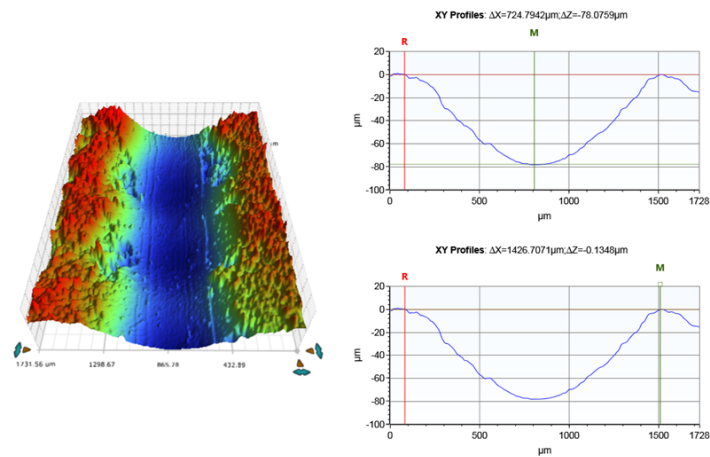 XY Profiles: ΔX=724.7942µm;ΔZ=-78.0759µm
R
M
20
0
-20
-40
-60
-80
-100
µm
0
500
1000
1500
1728
µm
1731.56 um
1298.67
432.89
XY Profiles: ΔX=1426.7071µm;ΔZ=-0.1348µm
R
M
20
0
-20
-40
-60
-80
-100
µm
0
500
1000
1500
1728
µm